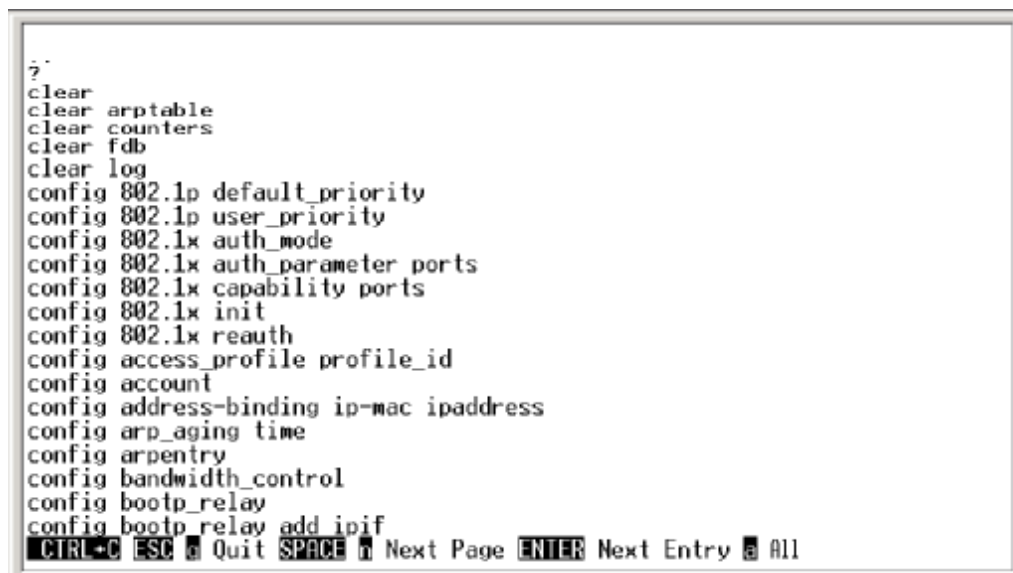 ..
?
clear
clear arptable
clear counters
clear fdb
clear log
config 802.1p default_priority
config 802.1p user_priority
config 802.1x auth_mode
config 802.1x auth_parameter ports
config 802.1x capability ports
config 802.1x init
config 802.1x reauth
config access_profile profile_id
config account
config address-binding ip-mac ipaddress
config arp_aging time
config arpentry
config bandwidth_control
config bootp_relay
config bootp_relay add ipif
CTRL+C ESC q Quit SPACE n Next Page ENTER Next Entry a All